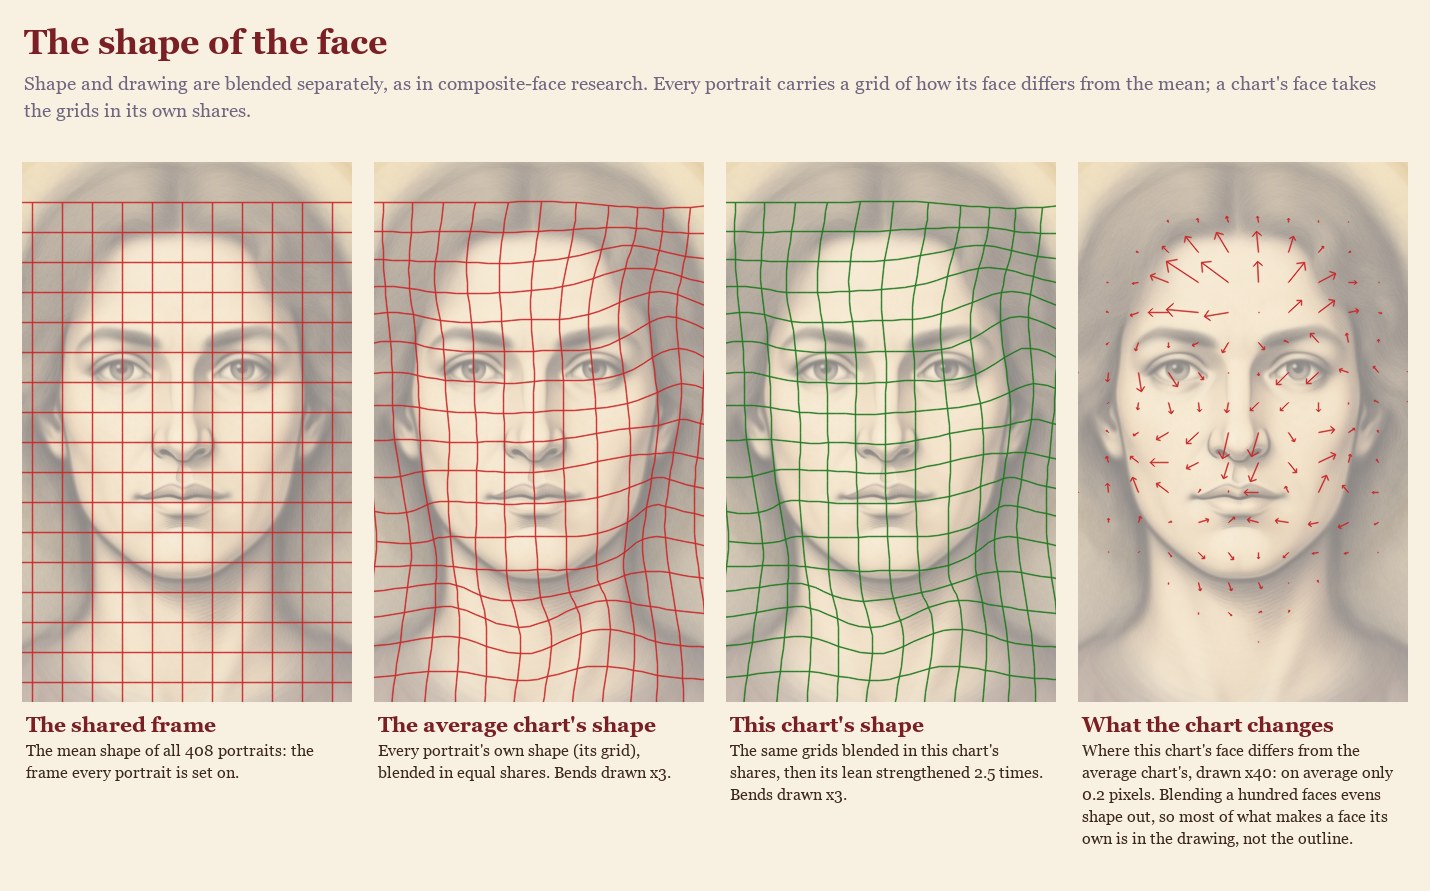 The shape of the face
Shape and drawing are blended separately, as in composite-face research. Every portrait carries a grid of how its face differs from the mean; a chart's face takes
the grids in its own shares.
The shared frame
The mean shape of all 408 portraits: the
frame every portrait is set on.
The average chart's shape
Every portrait's own shape (its grid),
blended in equal shares. Bends drawn x3.
This chart's shape
The same grids blended in this chart's
shares, then its lean strengthened 2.5 times.
Bends drawn x3.
What the chart changes
Where this chart's face differs from the
average chart's, drawn x40: on average only
0.2 pixels. Blending a hundred faces evens
shape out, so most of what makes a face its
own is in the drawing, not the outline.